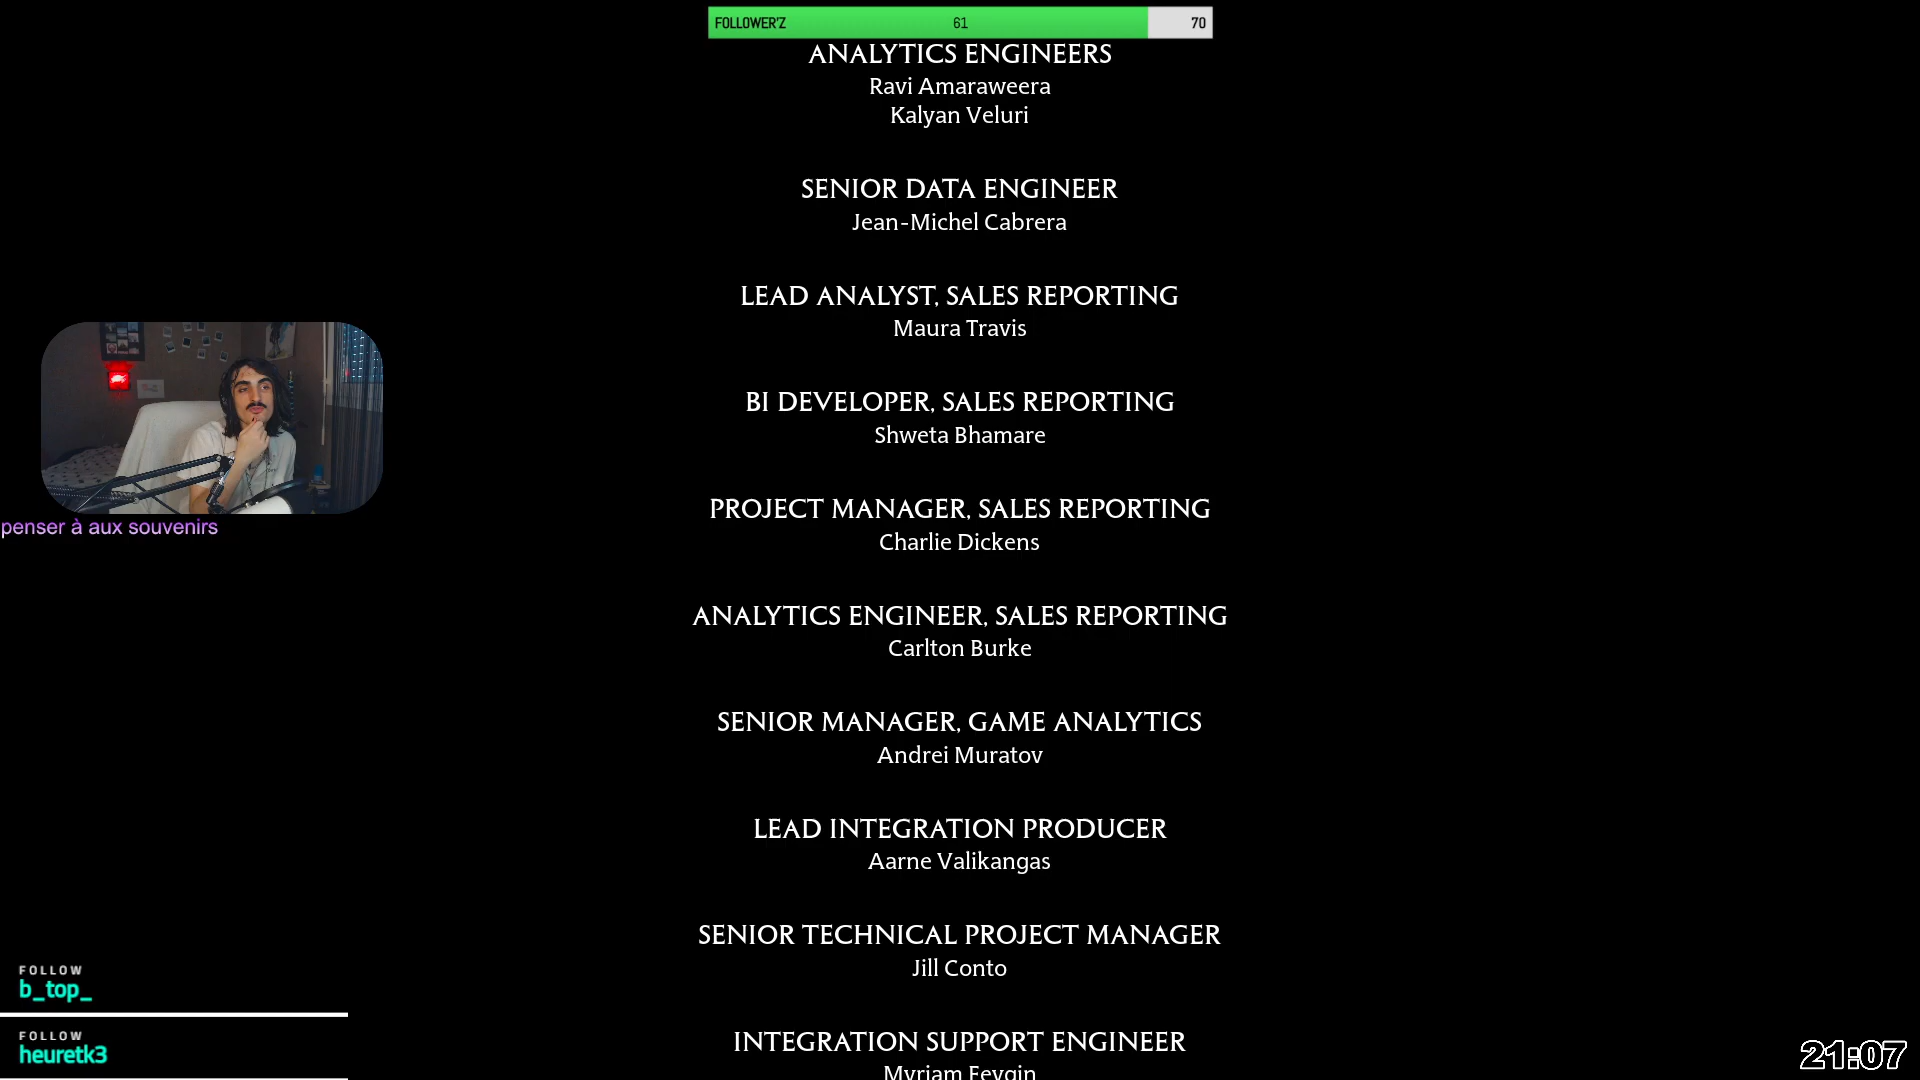 FOLLOWER'Z 61 70
ANALYTICS ENGINEERS
Ravi Amaraweera
Kalyan Veluri
SENIOR DATA ENGINEER
Jean-Michel Cabrera
LEAD ANALYST, SALES REPORTING
Maura Travis
BI DEVELOPER, SALES REPORTING
Shweta Bhamare
PROJECT MANAGER, SALES REPORTING
Charlie Dickens
ANALYTICS ENGINEER, SALES REPORTING
Carlton Burke
SENIOR MANAGER, GAME ANALYTICS
Andrei Muratov
LEAD INTEGRATION PRODUCER
Aarne Valikangas
SENIOR TECHNICAL PROJECT MANAGER
Jill Conto
INTEGRATION SUPPORT ENGINEER
Myriam Feygin
penser à aux souvenirs
FOLLOW
b_top_
FOLLOW
heuretk3
21:07